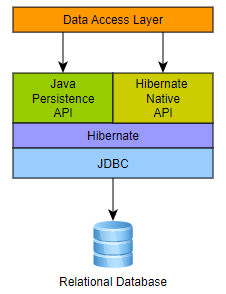 Data Access Layer
Java
Persistence
API
Hibernate
Native
API
Hibernate
JDBC
Relational Database